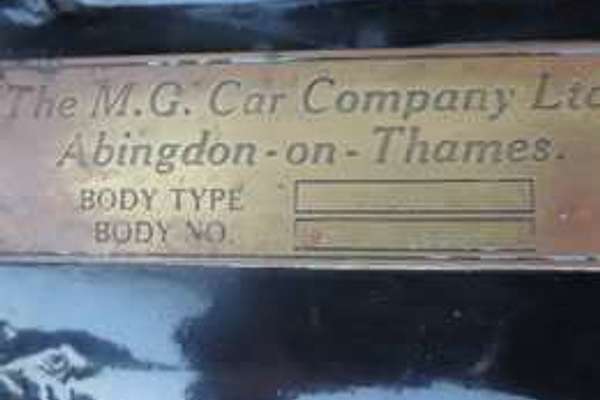 The M.G. Car Company Ltd
Abingdon-on-Thames.
BODY TYPE
BODY NO.